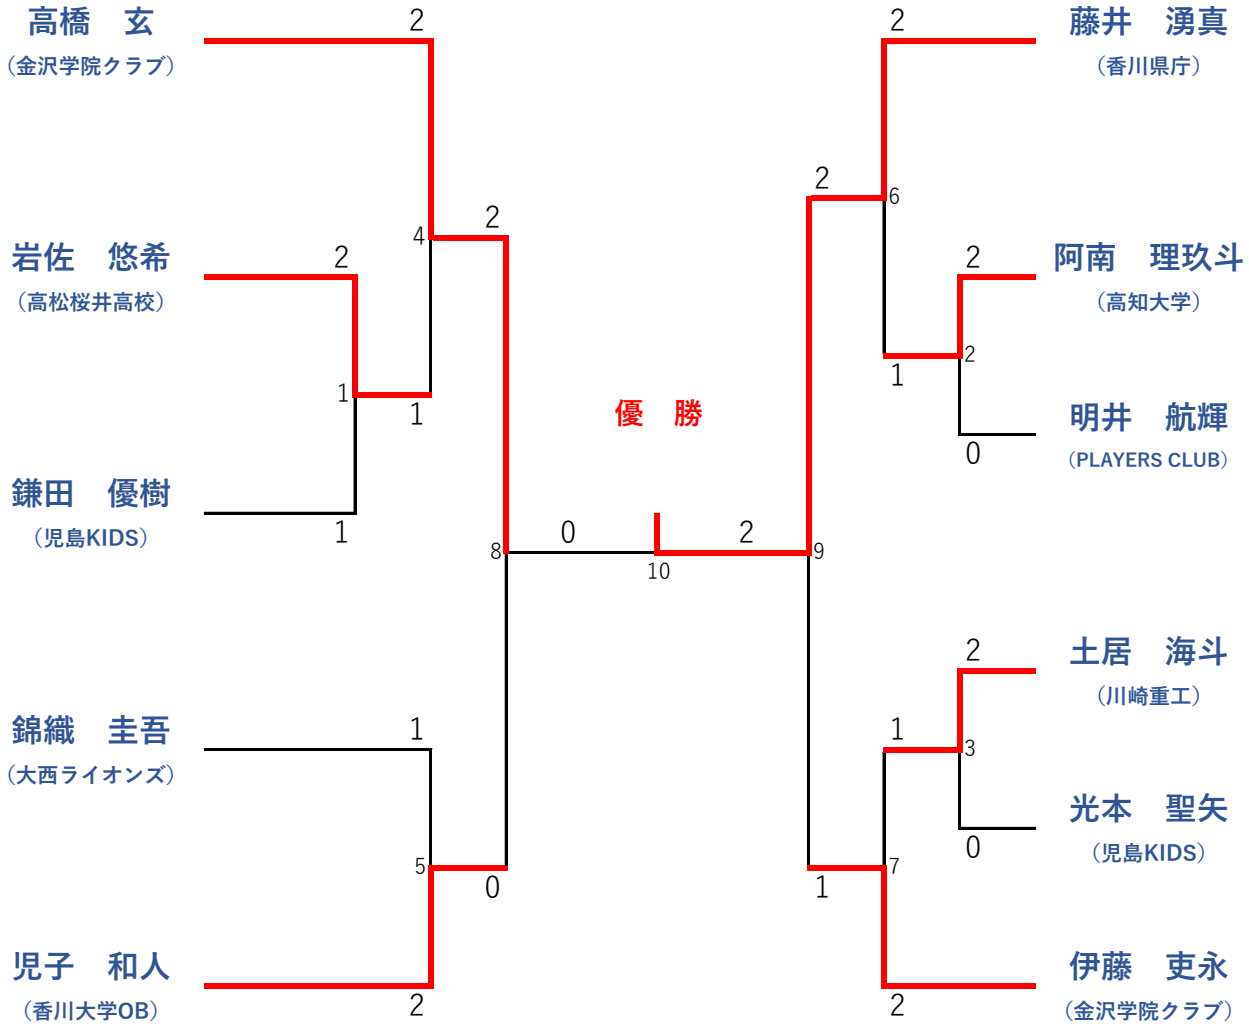 高橋　玄
（金沢学院クラブ）
2
岩佐　悠希
（高松桜井高校）
2
4
2
1
1
鎌田　優樹
（児島KIDS）
1
錦織　圭吾
（大西ライオンズ）
1
5
0
児子　和人
（香川大学OB）
2
優　勝
8
0
10
2
9
2
藤井　湧真
（香川県庁）
2
6
阿南　理玖斗
（高知大学）
2
2
1
明井　航輝
（PLAYERS CLUB）
0
土居　海斗
（川崎重工）
2
1
3
光本　聖矢
（児島KIDS）
0
7
1
伊藤　吏永
（金沢学院クラブ）
2